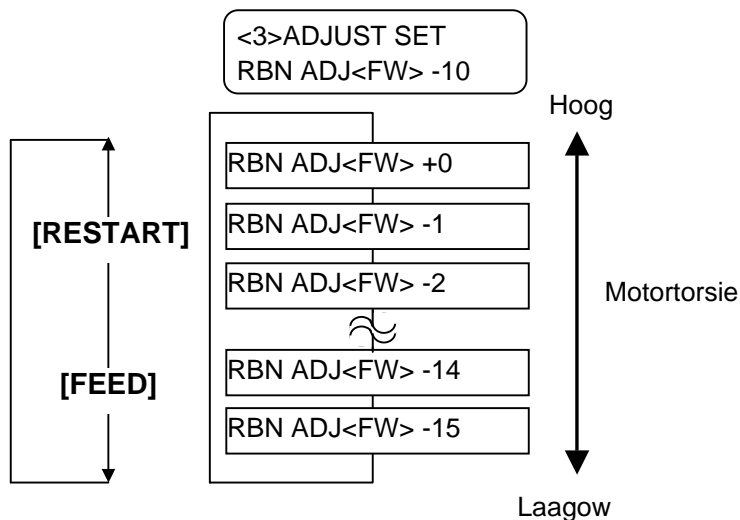 <3>ADJUST SET
RBN ADJ<FW> -10
Hoog
RBN ADJ<FW> +0
[RESTART]
RBN ADJ<FW> -1
RBN ADJ<FW> -2
Motortorsie
[FEED]
RBN ADJ<FW> -14
RBN ADJ<FW> -15
Laagow